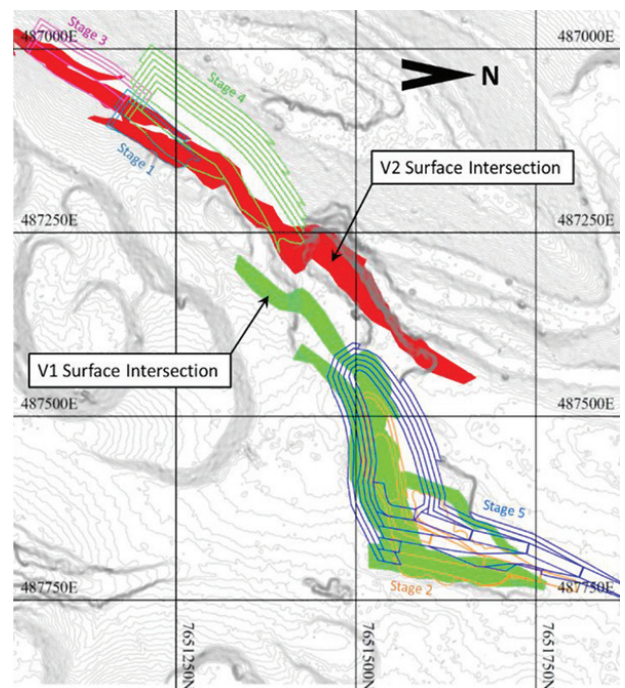 487000E
487000E
Stage 3
Stage 4
N
Stage 1
V2 Surface Intersection
487250E
487250E
V1 Surface Intersection
487500E
487500E
Stage 5
Stage 2
487750E
487750E
7651250N
7651500N
7651750N